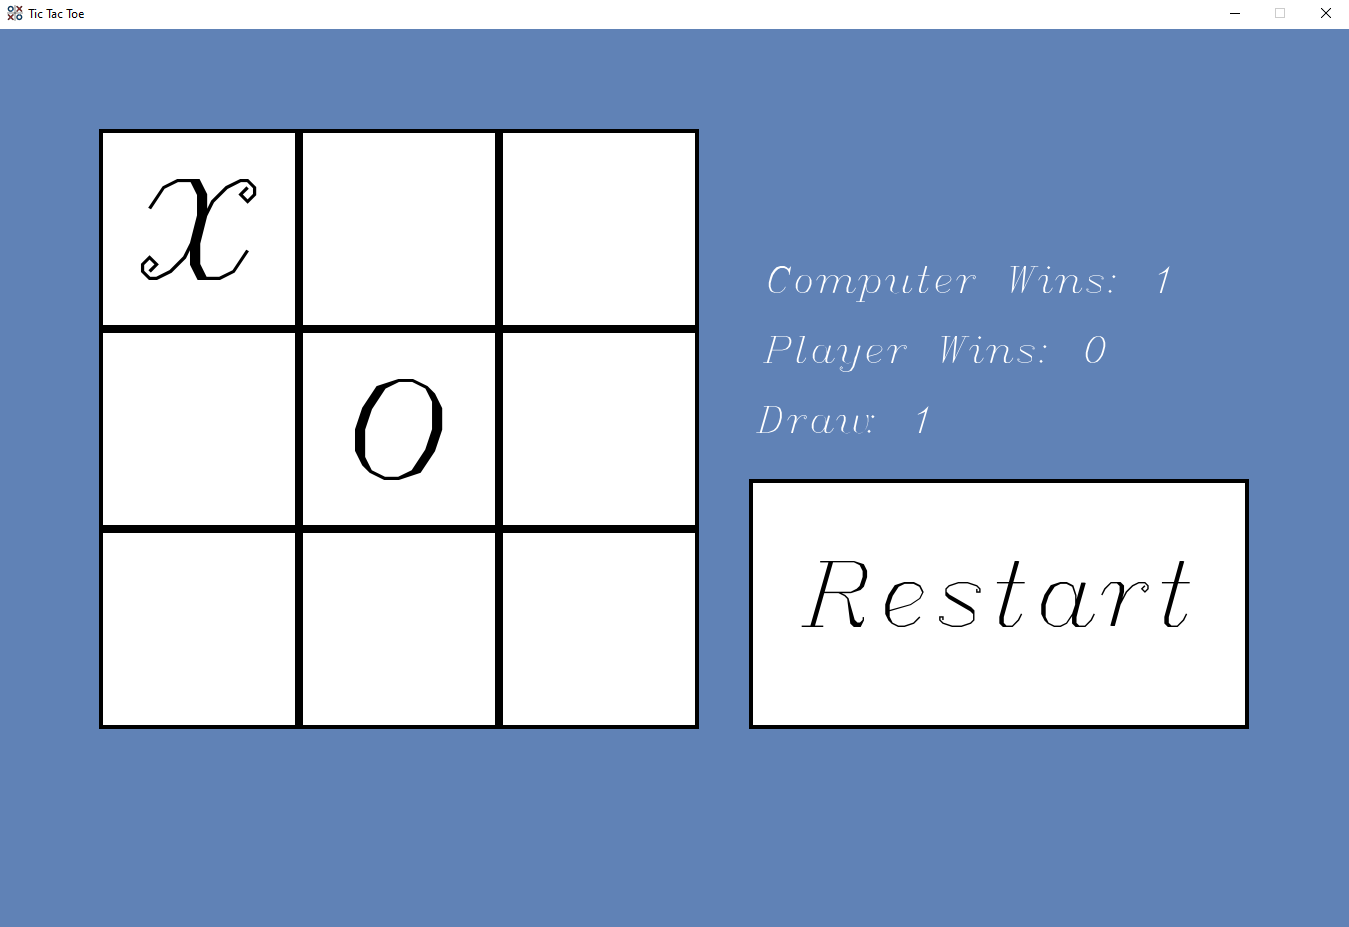 Tic Tac Toe
X
O
Computer Wins: 1
Player Wins: 0
Draw: 1
Restart